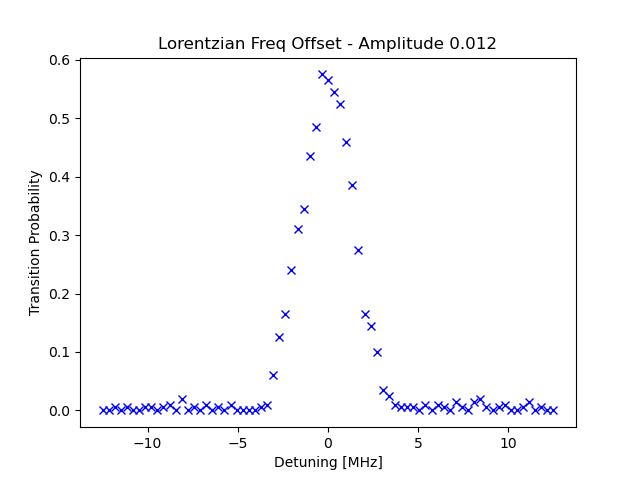 Lorentzian Freq Offset - Amplitude 0.012
0.6
0.5
0.4
0.3
0.2
0.1
0.0
Transition Probability
−10 −5 0 5 10
Detuning [MHz]